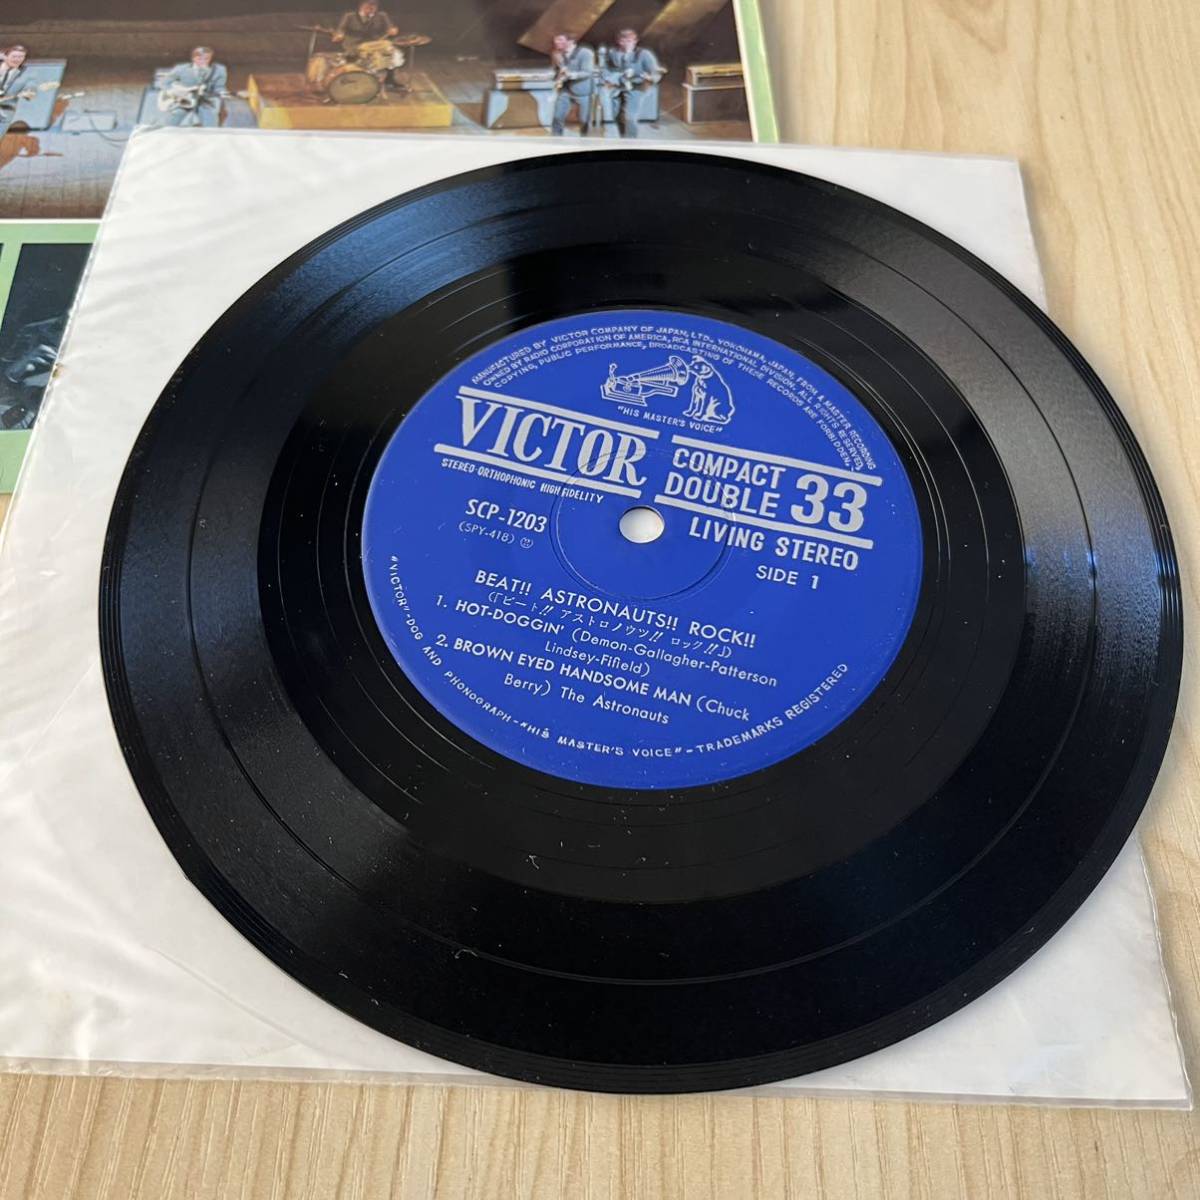 MANUFACTURED BY VICTOR COMPANY OF JAPAN, LTD., YOKOHAMA, JAPAN, FROM A MASTER RECORDING
OWNED BY RADIO CORPORATION OF AMERICA, RCA INTERNATIONAL DIVISION. ALL RIGHTS RESERVED.
COPYING, PUBLIC PERFORMANCE, BROADCASTING OF THESE RECORDS ARE FORBIDDEN.
"HIS MASTER'S VOICE"
VICTOR
STEREO-ORTHOPHONIC HIGH FIDELITY
COMPACT
DOUBLE 33
LIVING STEREO
SCP-1203
(SPY-41B)
SIDE 1
BEAT!! ASTRONAUTS!! ROCK!!
(「ビート!! アストロノウツ!! ロック!!」)
1. HOT-DOGGIN' (Demon-Gallagher-Patterson
Lindsey-Fifield)
2. BROWN EYED HANDSOME MAN (Chuck
Berry) The Astronauts
"VICTOR"-DOG AND PHONOGRAPH-"HIS MASTER'S VOICE"-TRADEMARKS REGISTERED